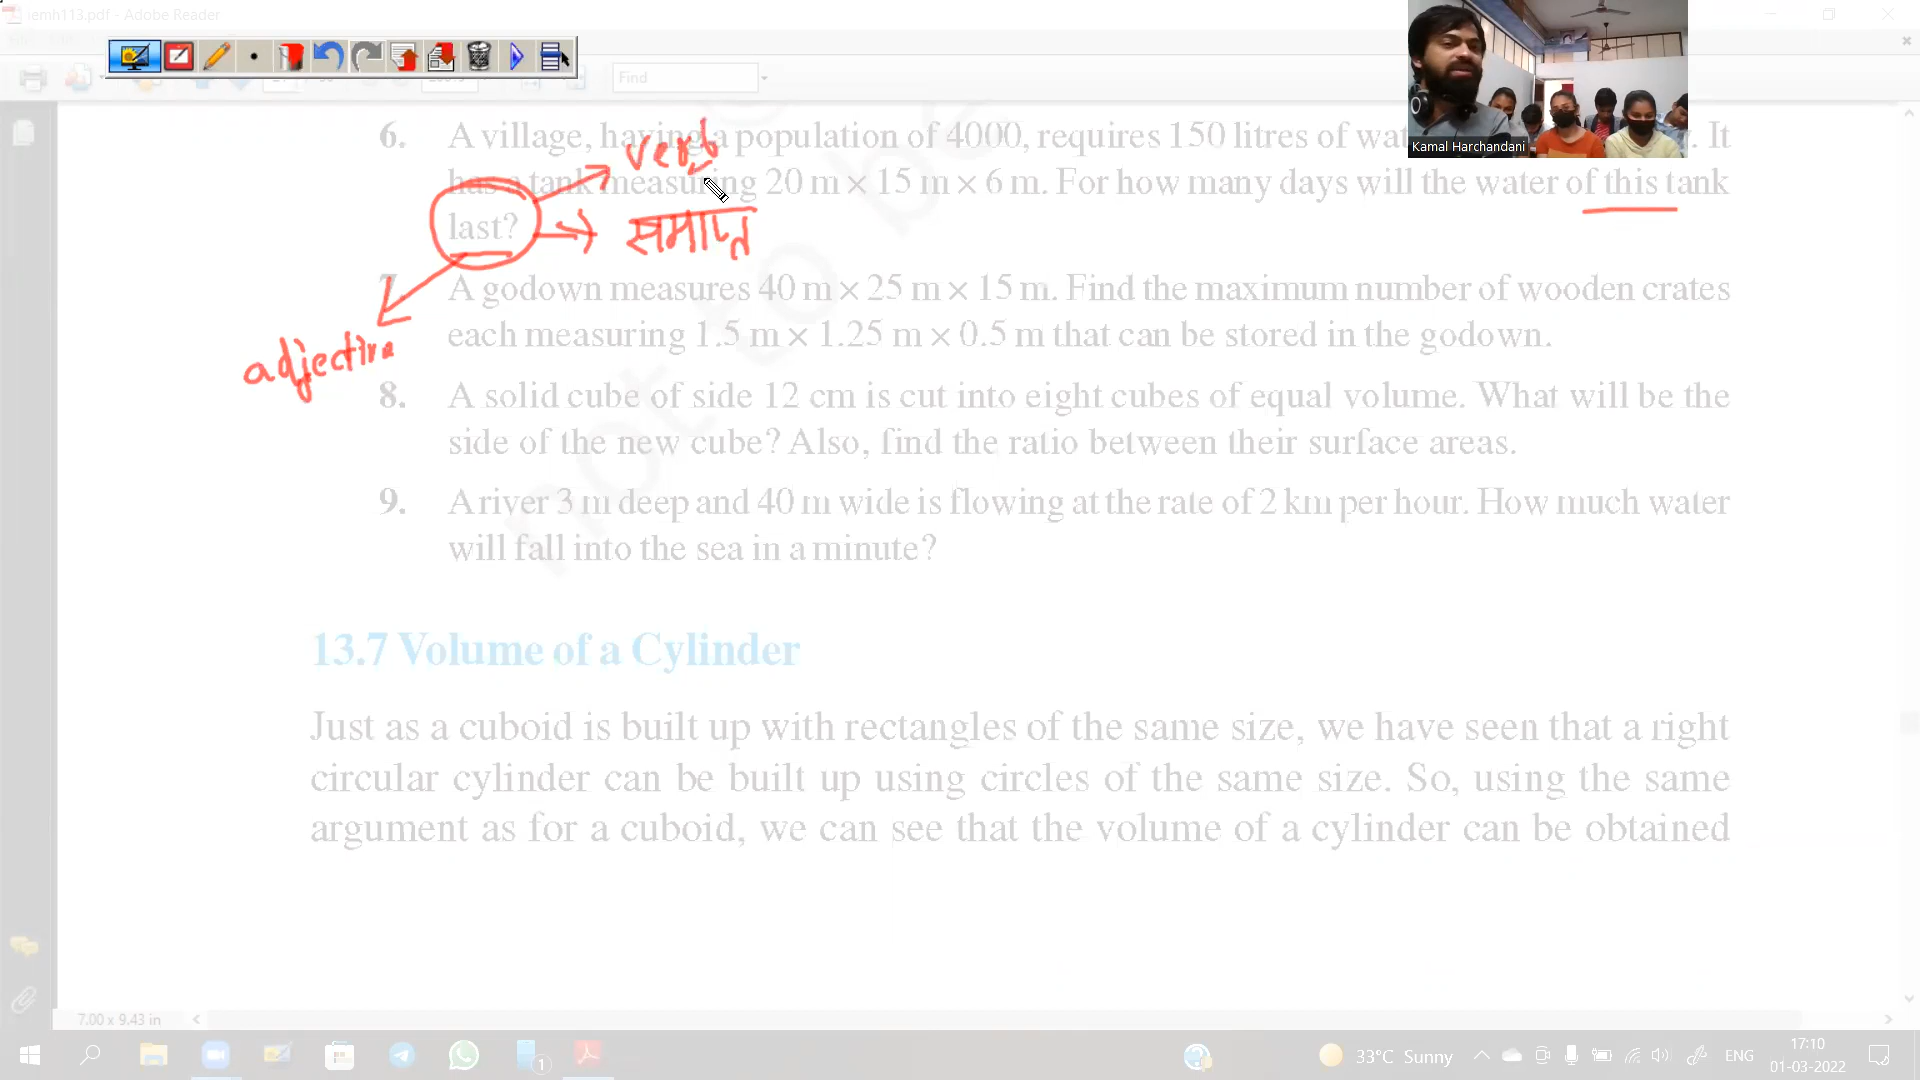 iemh113.pdf - Adobe Reader
Find
Kamal Harchandani
6. A village, having a population of 4000, requires 150 litres of . It
has a tank measuring 20 m × 15 m × 6 m. For how many days will the water of this tank
last?
verb
समाप्त
adjective
7. A godown measures 40 m × 25 m × 15 m. Find the maximum number of wooden crates
each measuring 1.5 m × 1.25 m × 0.5 m that can be stored in the godown.
8. A solid cube of side 12 cm is cut into eight cubes of equal volume. What will be the
side of the new cube? Also, find the ratio between their surface areas.
9. A river 3 m deep and 40 m wide is flowing at the rate of 2 km per hour. How much water
will fall into the sea in a minute?
not to be
13.7 Volume of a Cylinder
Just as a cuboid is built up with rectangles of the same size, we have seen that a right
circular cylinder can be built up using circles of the same size. So, using the same
argument as for a cuboid, we can see that the volume of a cylinder can be obtained
7.00 x 9.43 in
1
33°C Sunny
ENG
17:10
01-03-2022